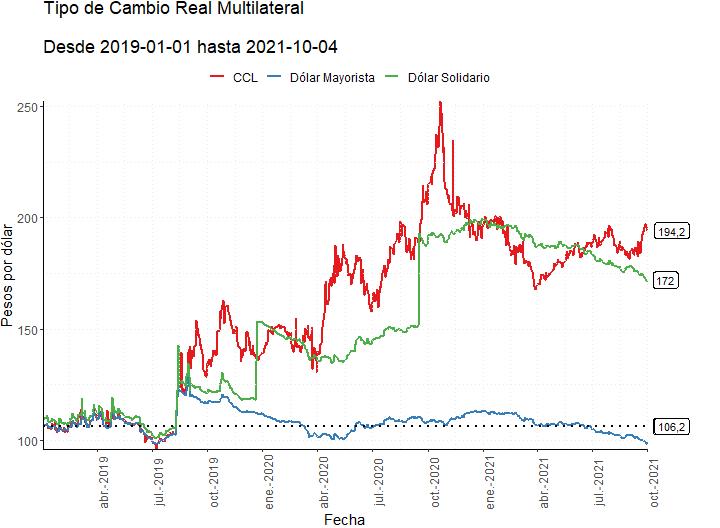 Tipo de Cambio Real Multilateral
Desde 2019-01-01 hasta 2021-10-04
CCL Dólar Mayorista Dólar Solidario
Pesos por dólar
250
200
150
100
194,2
172
106,2
abr.-2019
jul.-2019
oct.-2019
ene.-2020
abr.-2020
jul.-2020
oct.-2020
ene.-2021
abr.-2021
jul.-2021
oct.-2021
Fecha